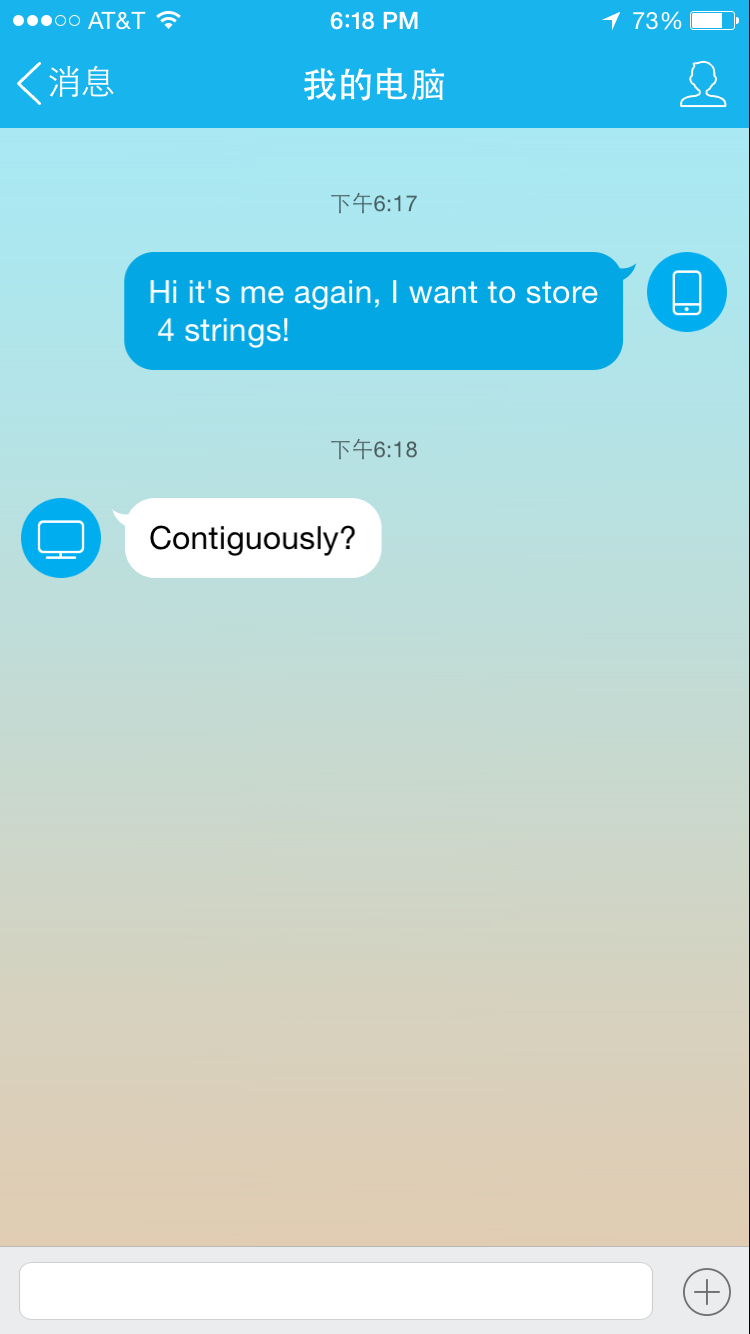 AT&T 6:18 PM 73%
消息 我的电脑
下午6:17
Hi it's me again, I want to store
4 strings!
下午6:18
Contiguously?